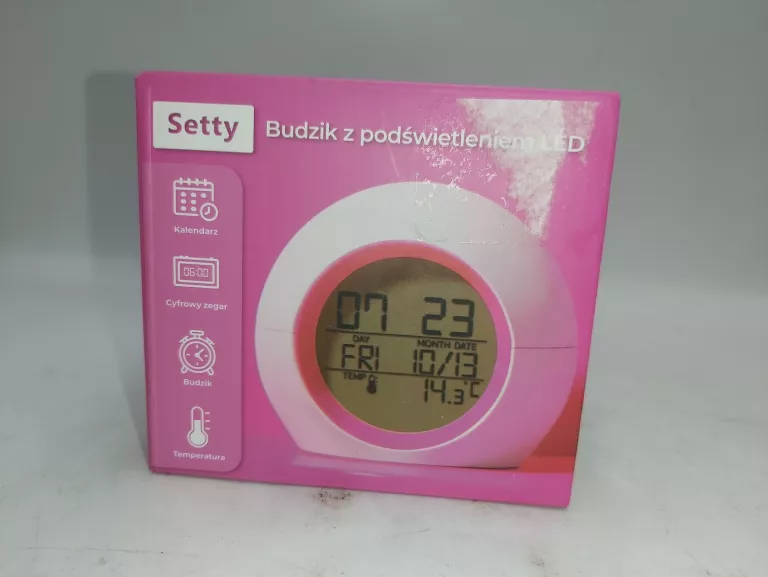 Setty
Budzik z podświetleniem LED
Kalendarz
06:00
Cyfrowy zegar
Budzik
Temperatura
07 23
DAY MONTH DATE
FRI 10/13
TEMP
14.3°C